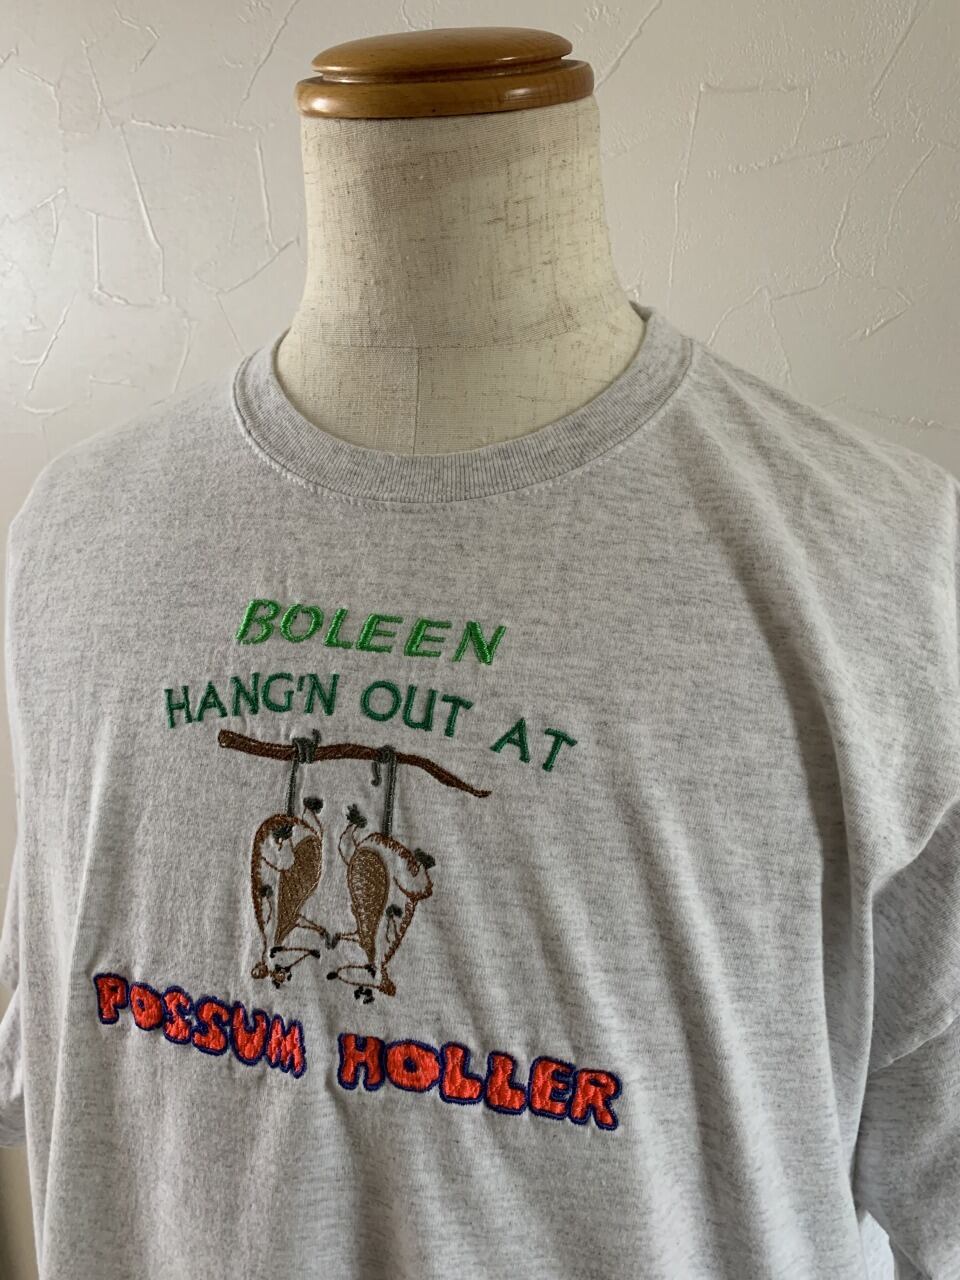 BOLEEN
HANG'N OUT AT
POSSUM HOLLER